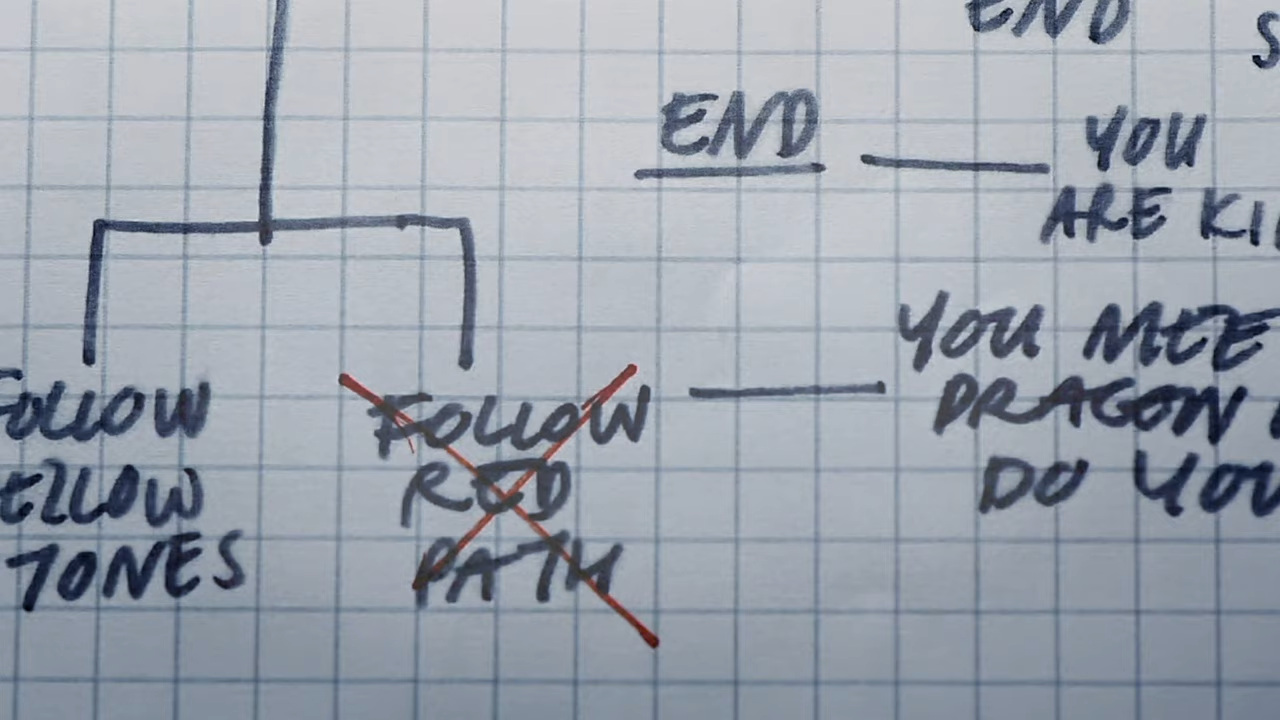 END
S
END
YOU
ARE KI
YOU MEE
DRAGON
DO YOU
FOLLOW
ELLOW
TONES
FOLLOW
RED
PATH